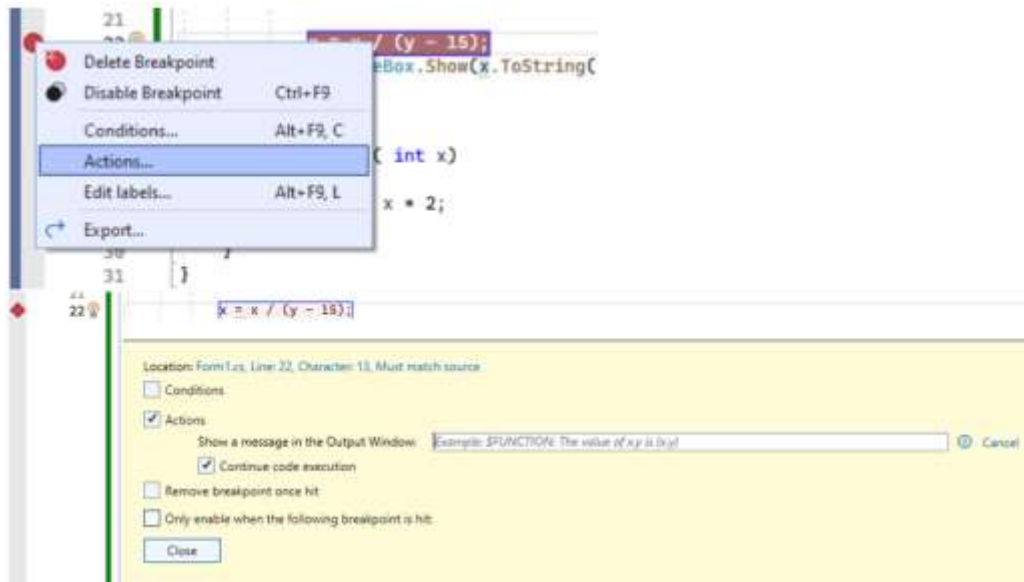 21
/ (y - 15);
Delete Breakpoint
eBox.Show(x.ToString(
Disable Breakpoint Ctrl+F9
Conditions... Alt+F9, C
Actions... ( int x)
Edit labels... Alt+F9, L x * 2;
Export...
30 }
31 }
21
22 x = x / (y - 15);
Location: Form1.cs, Line: 22, Character: 13, Must match source
Conditions
Actions
Show a message in the Output Window: Example: $FUNCTION: The value of x.y is {x.y} Cancel
Continue code execution
Remove breakpoint once hit
Only enable when the following breakpoint is hit:
Close